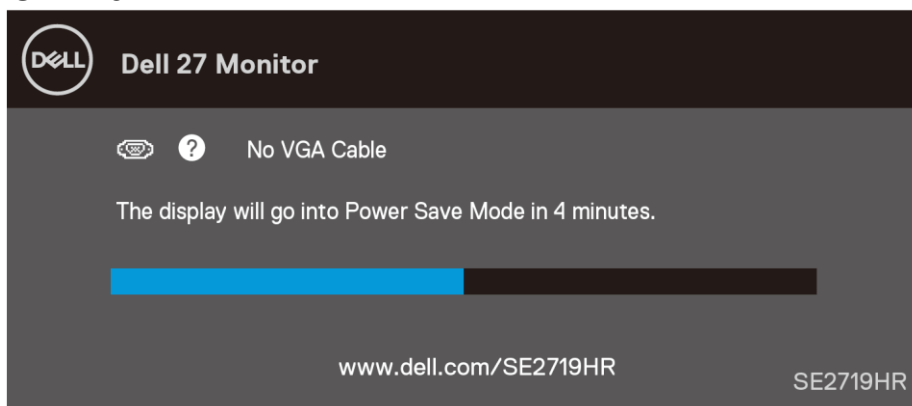 DELL
Dell 27 Monitor
No VGA Cable
The display will go into Power Save Mode in 4 minutes.
www.dell.com/SE2719HR
SE2719HR